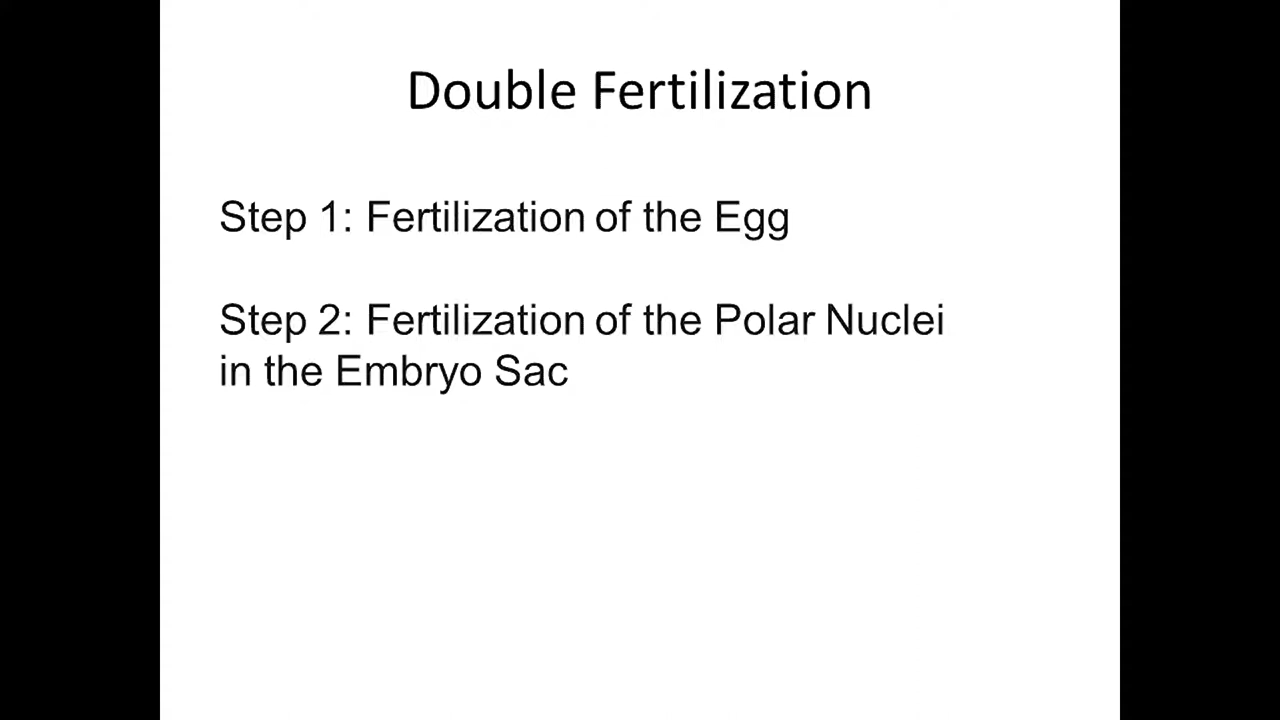 Double Fertilization
Step 1: Fertilization of the Egg
Step 2: Fertilization of the Polar Nuclei
in the Embryo Sac